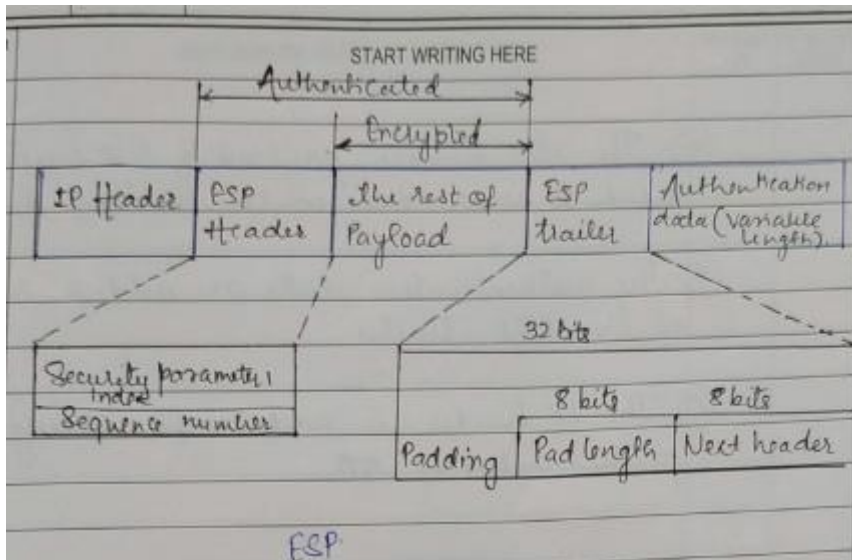 START WRITING HERE
Authenticated
Encrypted
IP Header
ESP Header
The rest of Payload
ESP trailer
Authentication data (variable length)
32 bits
Security parameter index
Sequence number
8 bits 8 bits
Padding Pad length Next header
ESP